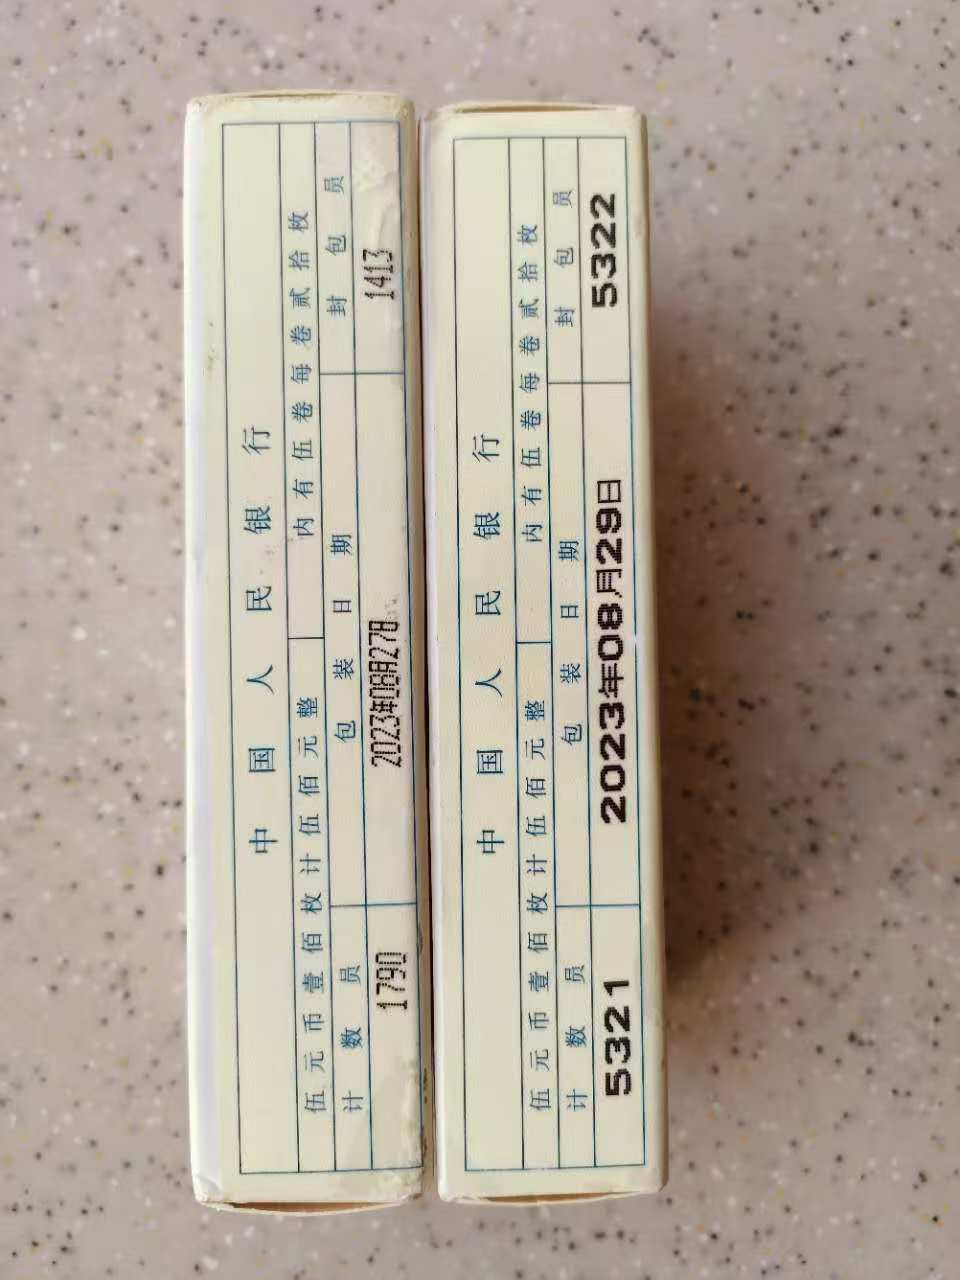 中国人民银行
伍元币壹佰枚计伍佰元整 内有伍卷每卷贰拾枚
计数员 包装日期 封包员
1790 2023年08月27日 1413
中国人民银行
伍元币壹佰枚计伍佰元整 内有伍卷每卷贰拾枚
计数员 包装日期 封包员
5321 2023年08月29日 5322